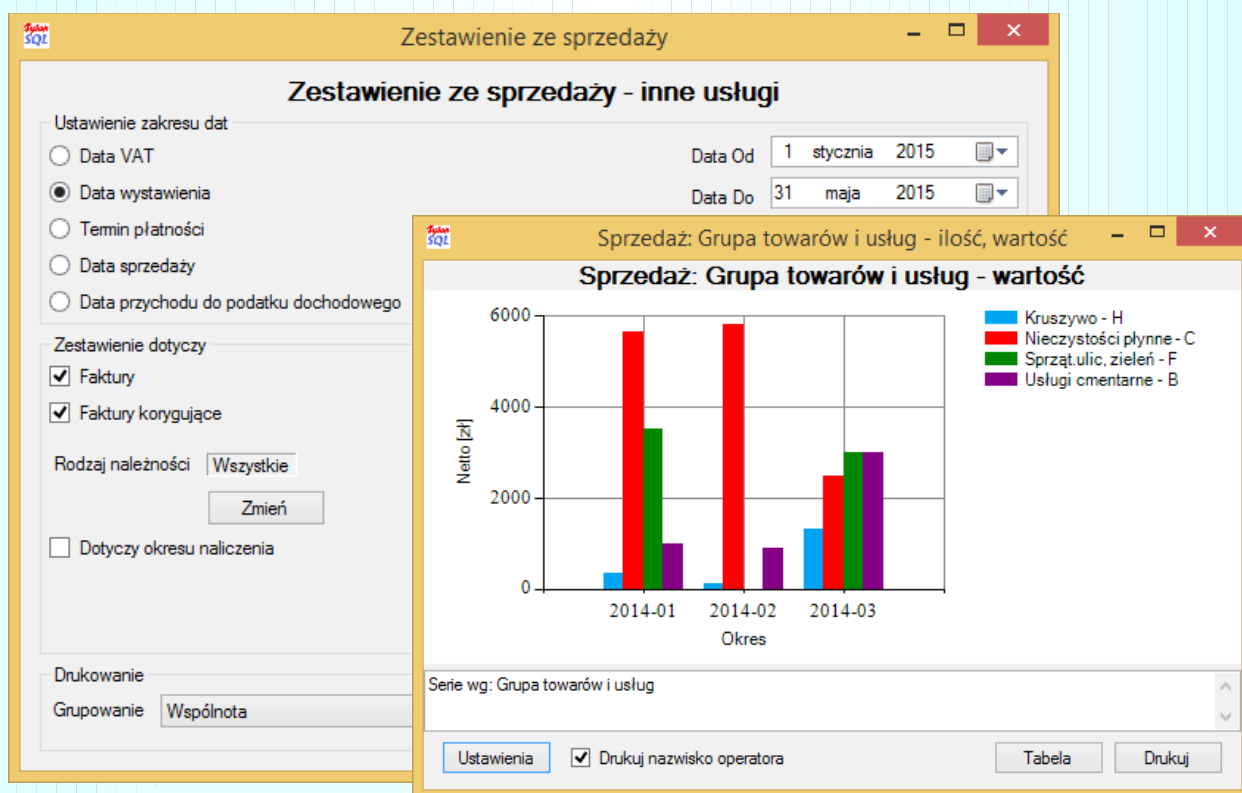 Tytan SQL
Zestawienie ze sprzedaży
Zestawienie ze sprzedaży - inne usługi
Ustawienie zakresu dat
Data VAT
Data Od 1 stycznia 2015
Data wystawienia
Data Do 31 maja 2015
Termin płatności
Data sprzedaży
Data przychodu do podatku dochodowego
Zestawienie dotyczy
Faktury
Faktury korygujące
Rodzaj należności Wszystkie
Zmień
Dotyczy okresu naliczenia
Drukowanie
Grupowanie Wspólnota
Tytan SQL
Sprzedaż: Grupa towarów i usług - ilość, wartość
Sprzedaż: Grupa towarów i usług - wartość
6000
4000
2000
0
Netto [zł]
2014-01 2014-02 2014-03
Okres
Kruszywo - H
Nieczystości płynne - C
Sprząt.ulic, zieleń - F
Usługi cmentarne - B
Serie wg: Grupa towarów i usług
Ustawienia
Drukuj nazwisko operatora
Tabela
Drukuj